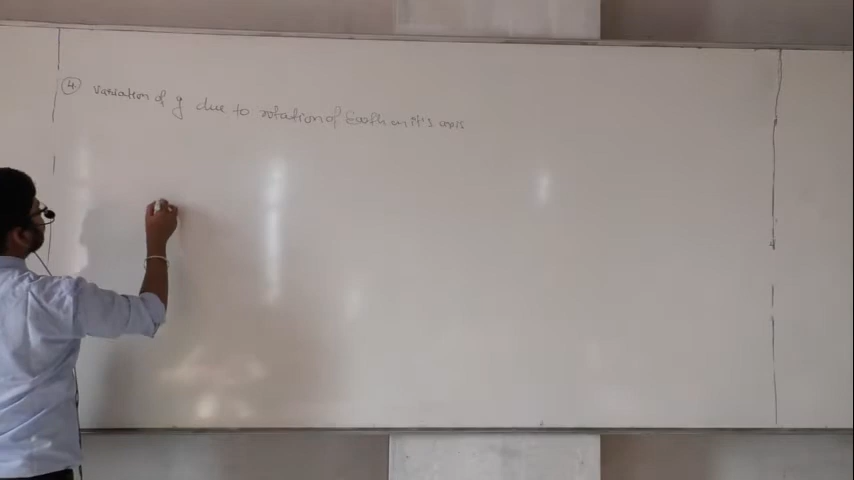 ④ Variation of g due to rotation of Earth on it's axis